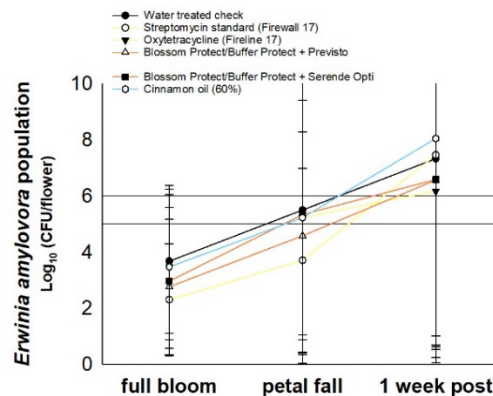 Water treated check
Streptomycin standard (Firewall 17)
Oxytetracycline (Fireline 17)
Blossom Protect/Buffer Protect + Previsto
Blossom Protect/Buffer Protect + Serende Opti
Cinnamon oil (60%)
Erwinia amylovora population
Log10 (CFU/flower)
10
8
6
4
2
0
full bloom petal fall 1 week post